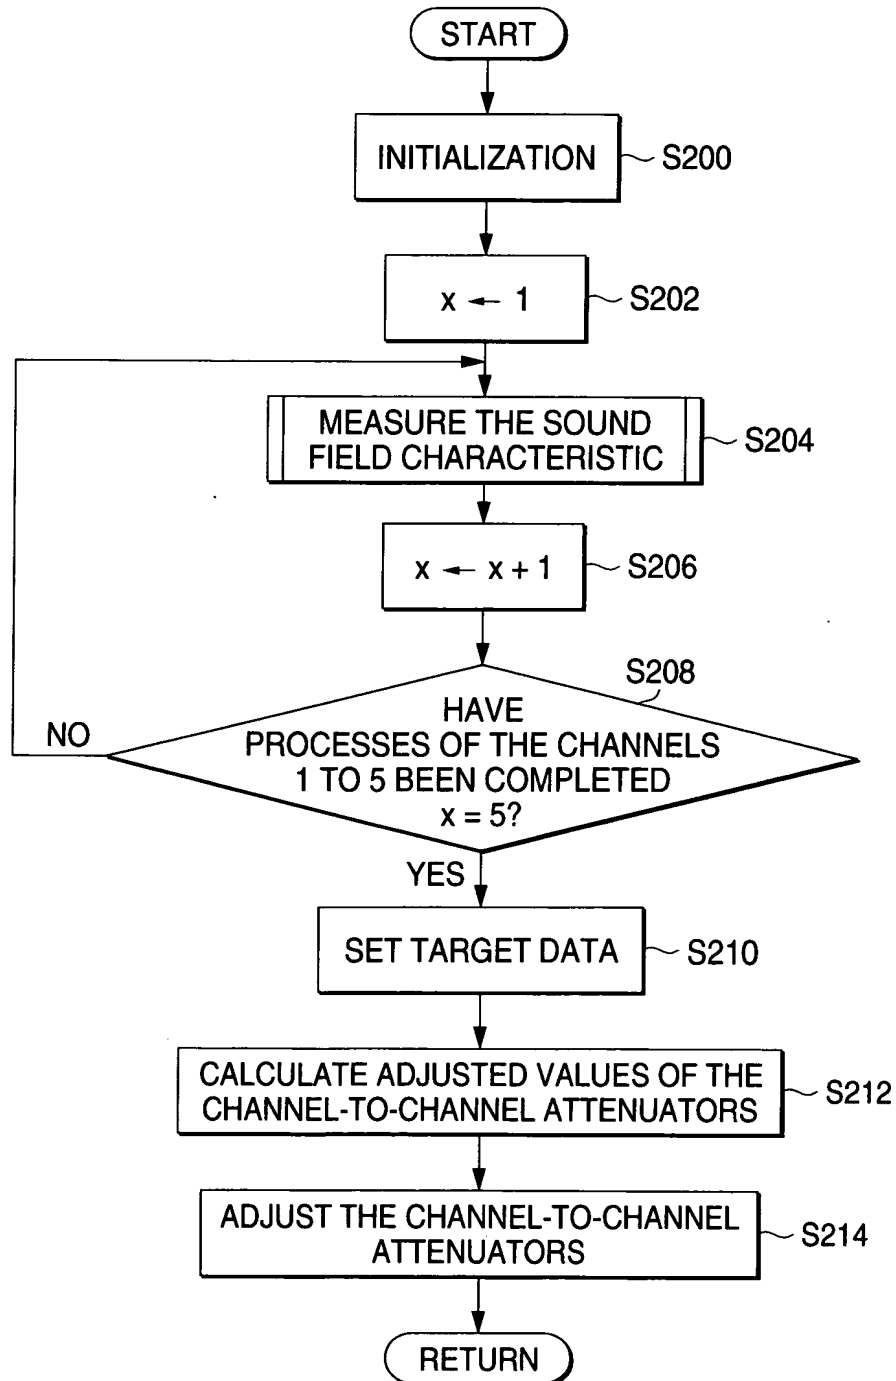 START
INITIALIZATION
S200
x ← 1
S202
MEASURE THE SOUND
FIELD CHARACTERISTIC
S204
x ← x + 1
S206
S208
HAVE
PROCESSES OF THE CHANNELS
1 TO 5 BEEN COMPLETED
x = 5?
NO
YES
SET TARGET DATA
S210
CALCULATE ADJUSTED VALUES OF THE
CHANNEL-TO-CHANNEL ATTENUATORS
S212
ADJUST THE CHANNEL-TO-CHANNEL
ATTENUATORS
S214
RETURN